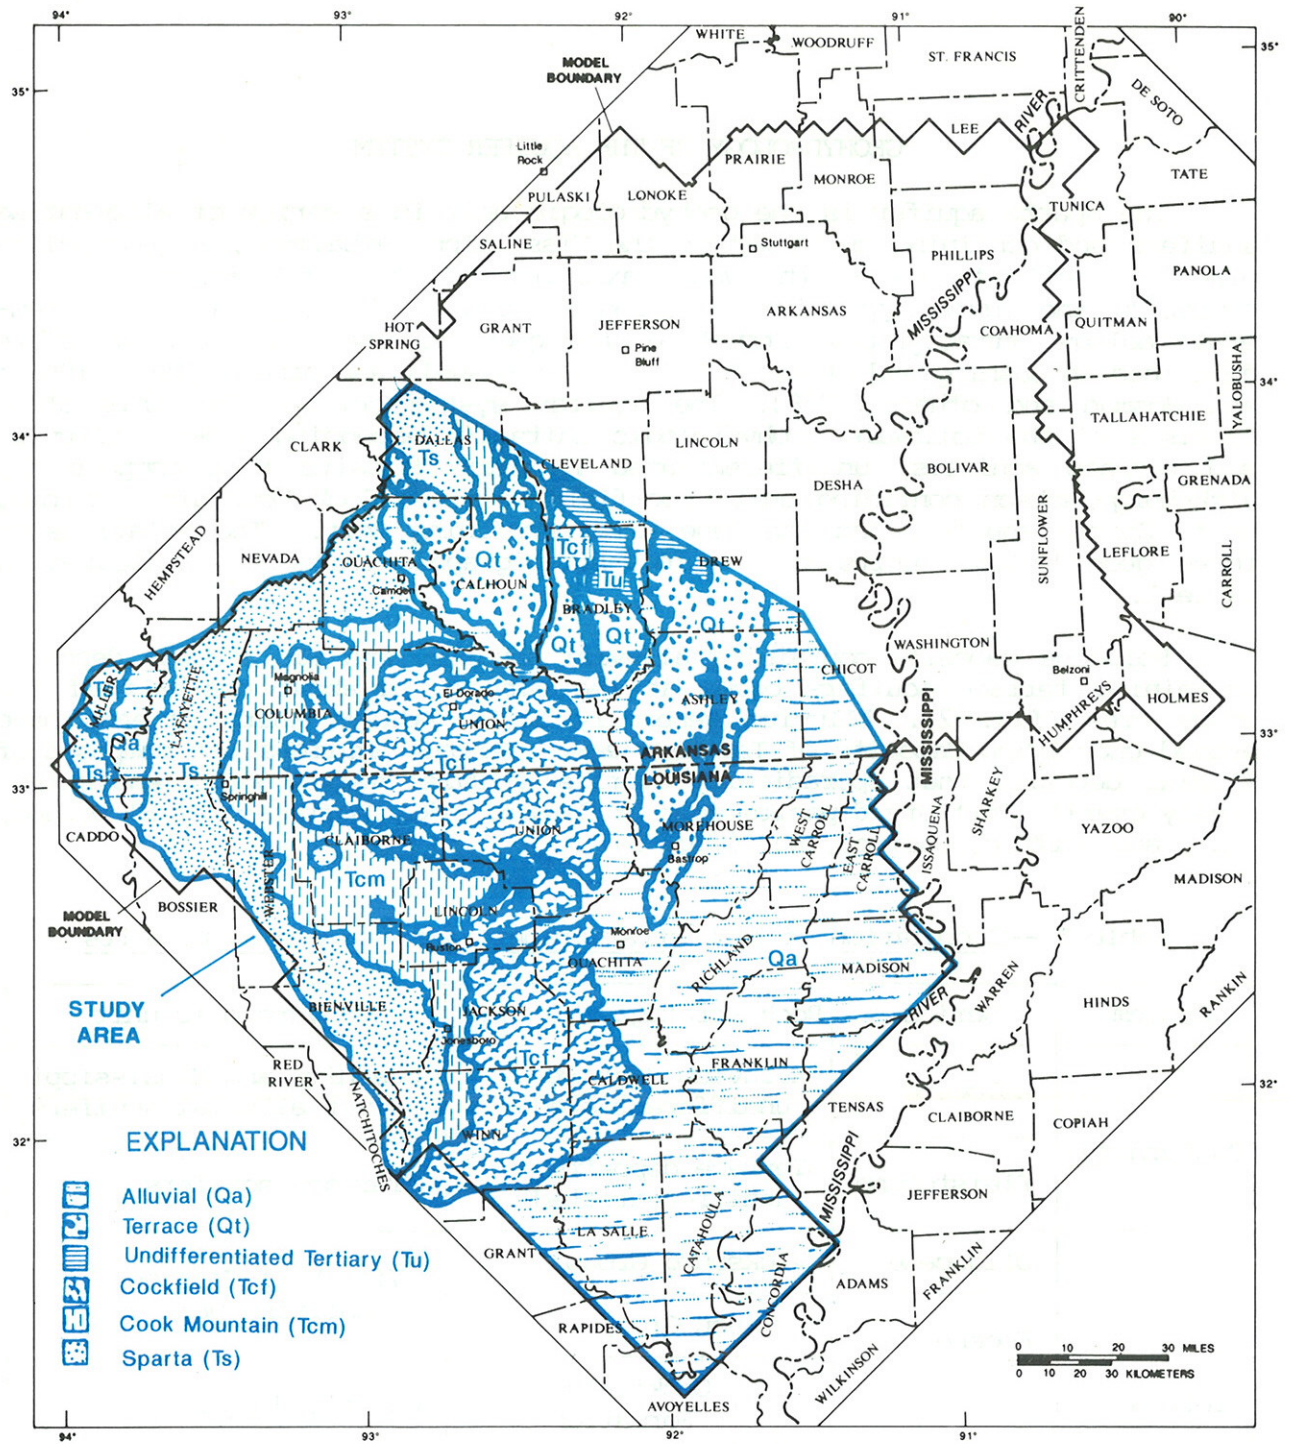 94°
93°
92°
91°
90°
35°
35°
WHITE
WOODRUFF
ST. FRANCIS
CRITTENDEN
DE SOTO
MODEL
BOUNDARY
RIVER
LEE
Little
Rock
PRAIRIE
TATE
MONROE
PULASKI
LONOKE
TUNICA
SALINE
Stuttgart
PHILLIPS
PANOLA
MISSISSIPPI
HOT
SPRING
GRANT
JEFFERSON
ARKANSAS
COAHOMA
QUITMAN
Pine
Bluff
YALOBUSHA
34°
34°
DALLAS
Ts
CLARK
CLEVELAND
LINCOLN
TALLAHATCHIE
BOLIVAR
DESHA
GRENADA
HEMPSTEAD
NEVADA
OUACHITA
Camden
Qt
CALHOUN
Tcf
Tu
DREW
SUNFLOWER
LEFLORE
CARROLL
BRADLEY
Qt
Qt
Qt
WASHINGTON
CHICOT
Belzoni
MILLER
LAFAYETTE
Magnolia
COLUMBIA
El Dorado
UNION
ASHLEY
HUMPHREYS
HOLMES
MISSISSIPPI
33°
33°
Qa
Ts
Ts
Tcf
ARKANSAS
LOUISIANA
Springhill
CADDO
CLAIBORNE
UNION
MOREHOUSE
Bastrop
WEST
CARROLL
EAST
CARROLL
ISSAQUENA
SHARKEY
YAZOO
WEBSTER
Tcm
MADISON
MODEL
BOUNDARY
BOSSIER
LINCOLN
Ruston
Monroe
OUACHITA
RICHLAND
Qa
MADISON
WARREN
STUDY
AREA
BIENVILLE
JACKSON
Jonesboro
RIVER
HINDS
RANKIN
RED
RIVER
Tcf
FRANKLIN
CALDWELL
NATCHITOCHES
TENSAS
CLAIBORNE
COPIAH
32°
32°
WINN
EXPLANATION
MISSISSIPPI
JEFFERSON
Alluvial (Qa)
Terrace (Qt)
Undifferentiated Tertiary (Tu)
Cockfield (Tcf)
Cook Mountain (Tcm)
Sparta (Ts)
LA SALLE
CATAHOULA
GRANT
CONCORDIA
ADAMS
FRANKLIN
RAPIDES
WILKINSON
AVOYELLES
0 10 20 30 MILES
0 10 20 30 KILOMETERS
94°
93°
92°
91°